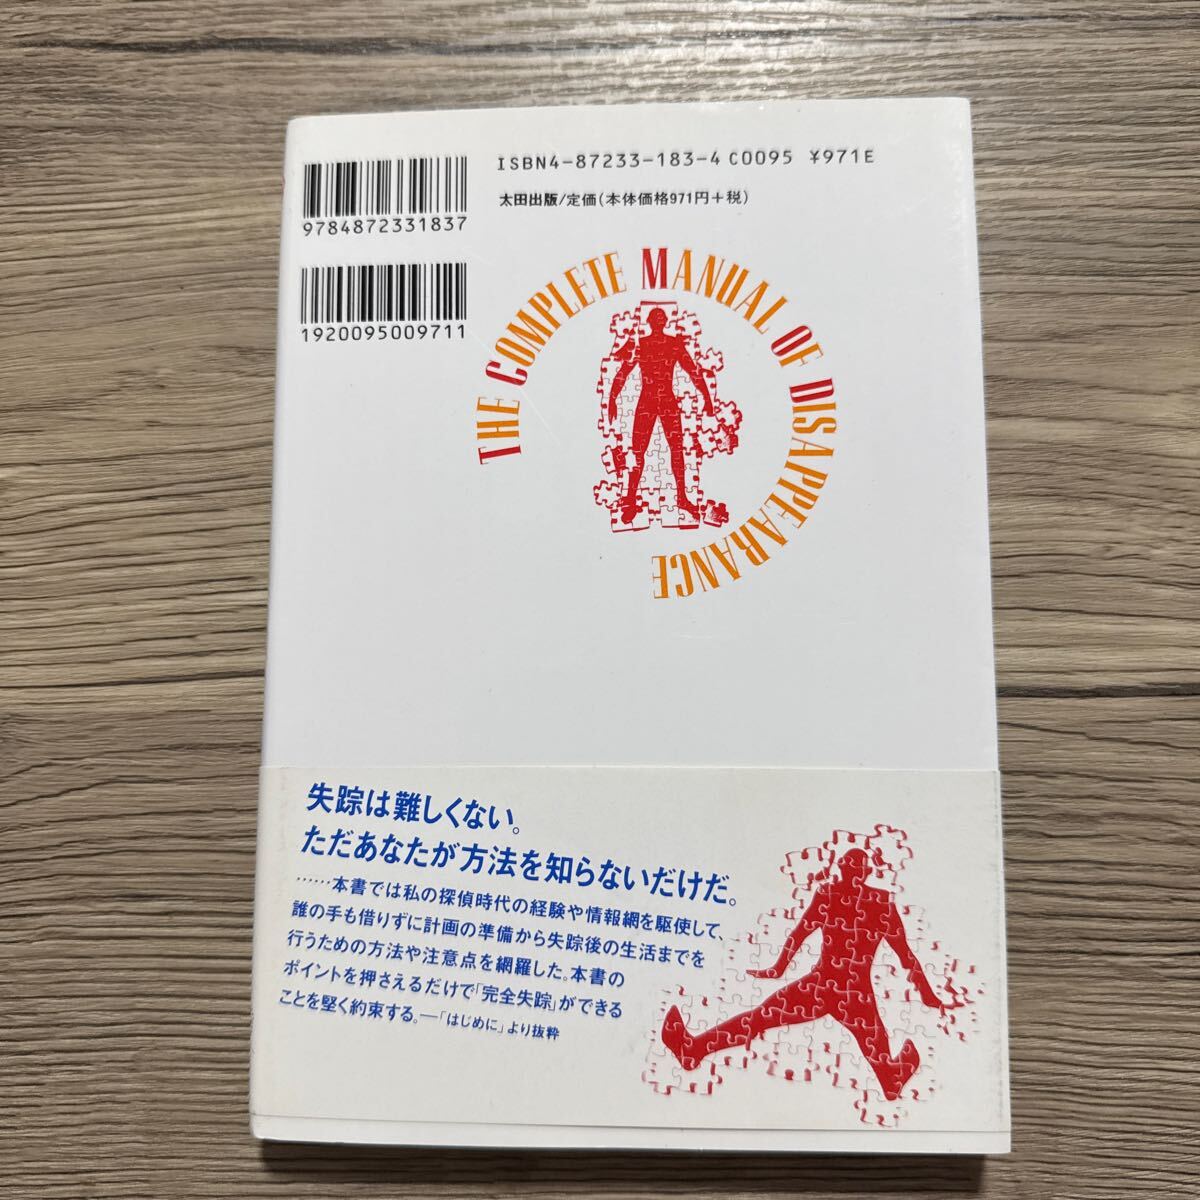 ISBN4-87233-183-4 C0095 ¥971E
太田出版/定価(本体価格971円+税)
9784872331837
1920095009711
THE COMPLETE MANUAL OF DISAPPEARANCE
失踪は難しくない。
ただあなたが方法を知らないだけだ。
……本書では私の探偵時代の経験や情報網を駆使して、
誰の手も借りずに計画の準備から失踪後の生活までを
行うための方法や注意点を網羅した。本書の
ポイントを押さえるだけで「完全失踪」ができる
ことを堅く約束する。―「はじめに」より抜粋